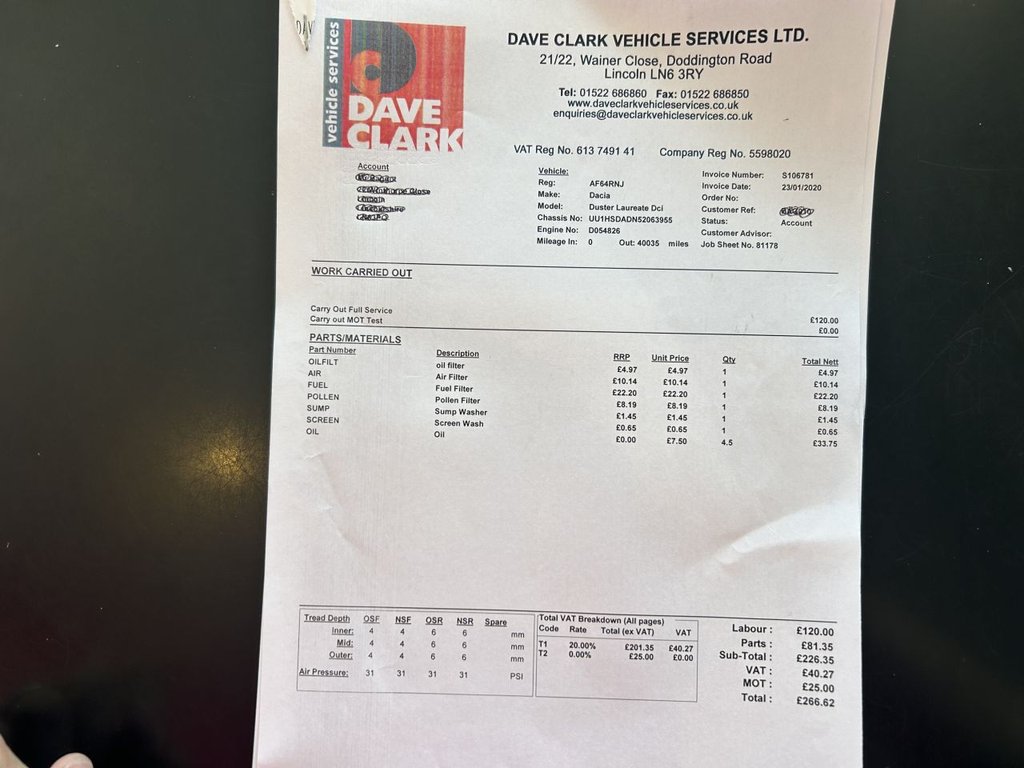 DAV
vehicle services
DAVE
CLARK
DAVE CLARK VEHICLE SERVICES LTD.
21/22, Wainer Close, Doddington Road
Lincoln LN6 3RY
Tel: 01522 686860 Fax: 01522 686850
www.daveclarkvehicleservices.co.uk
enquiries@daveclarkvehicleservices.co.uk
VAT Reg No. 613 7491 41 Company Reg No. 5598020
Account
Vehicle:
Reg: AF64RNJ
Make: Dacia
Model: Duster Laureate Dci
Chassis No: UU1HSDADN52063955
Engine No: D054826
Mileage In: 0 Out: 40035 miles
Invoice Number: S106781
Invoice Date: 23/01/2020
Order No:
Customer Ref:
Status: Account
Customer Advisor:
Job Sheet No. 81178
WORK CARRIED OUT
Carry Out Full Service £120.00
Carry out MOT Test £0.00
PARTS/MATERIALS
Part Number Description RRP Unit Price Qty Total Nett
OILFILT oil filter £4.97 £4.97 1 £4.97
AIR Air Filter £10.14 £10.14 1 £10.14
FUEL Fuel Filter £22.20 £22.20 1 £22.20
POLLEN Pollen Filter £8.19 £8.19 1 £8.19
SUMP Sump Washer £1.45 £1.45 1 £1.45
SCREEN Screen Wash £0.65 £0.65 1 £0.65
OIL Oil £0.00 £7.50 4.5 £33.75
Tread Depth OSF NSF OSR NSR Spare
Inner: 4 4 6 6 mm
Mid: 4 4 6 6 mm
Outer: 4 4 6 6 mm
Air Pressure: 31 31 31 31 PSI
Total VAT Breakdown (All pages)
Code Rate Total (ex VAT) VAT
T1 20.00% £201.35 £40.27
T2 0.00% £25.00 £0.00
Labour : £120.00
Parts : £81.35
Sub-Total : £226.35
VAT : £40.27
MOT : £25.00
Total : £266.62